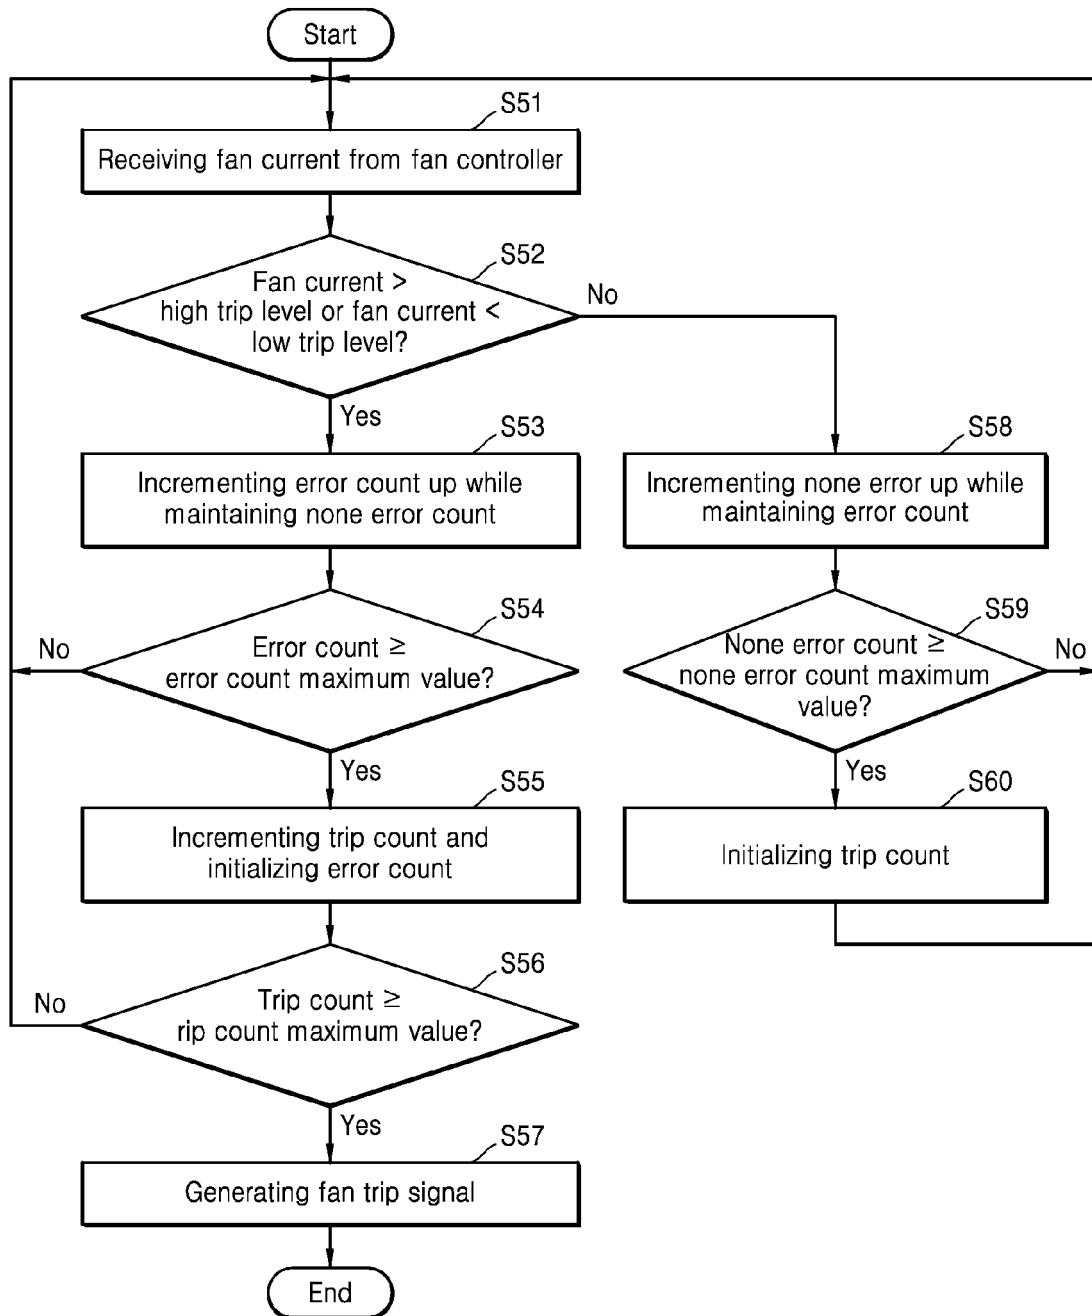 Start
S51
Receiving fan current from fan controller
S52
Fan current >
high trip level or fan current <
low trip level?
No
Yes
S53
Incrementing error count up while
maintaining none error count
S58
Incrementing none error up while
maintaining error count
S54
Error count ≥
error count maximum value?
No
Yes
S59
None error count ≥
none error count maximum
value?
No
Yes
S55
Incrementing trip count and
initializing error count
S60
Initializing trip count
S56
Trip count ≥
rip count maximum value?
No
Yes
S57
Generating fan trip signal
End